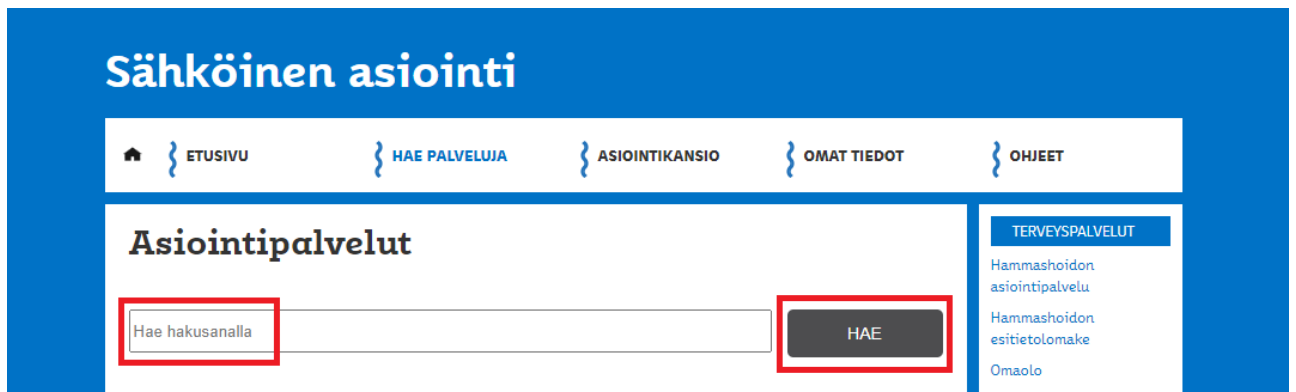 Sähköinen asiointi
ETUSIVU HAE PALVELUJA ASIOINTIKANSIO OMAT TIEDOT OHJEET
Asiointipalvelut
Hae hakusanalla HAE
TERVEYSPALVELUT
Hammashoidon
asiointipalvelu
Hammashoidon
esitietolomake
Omaolo